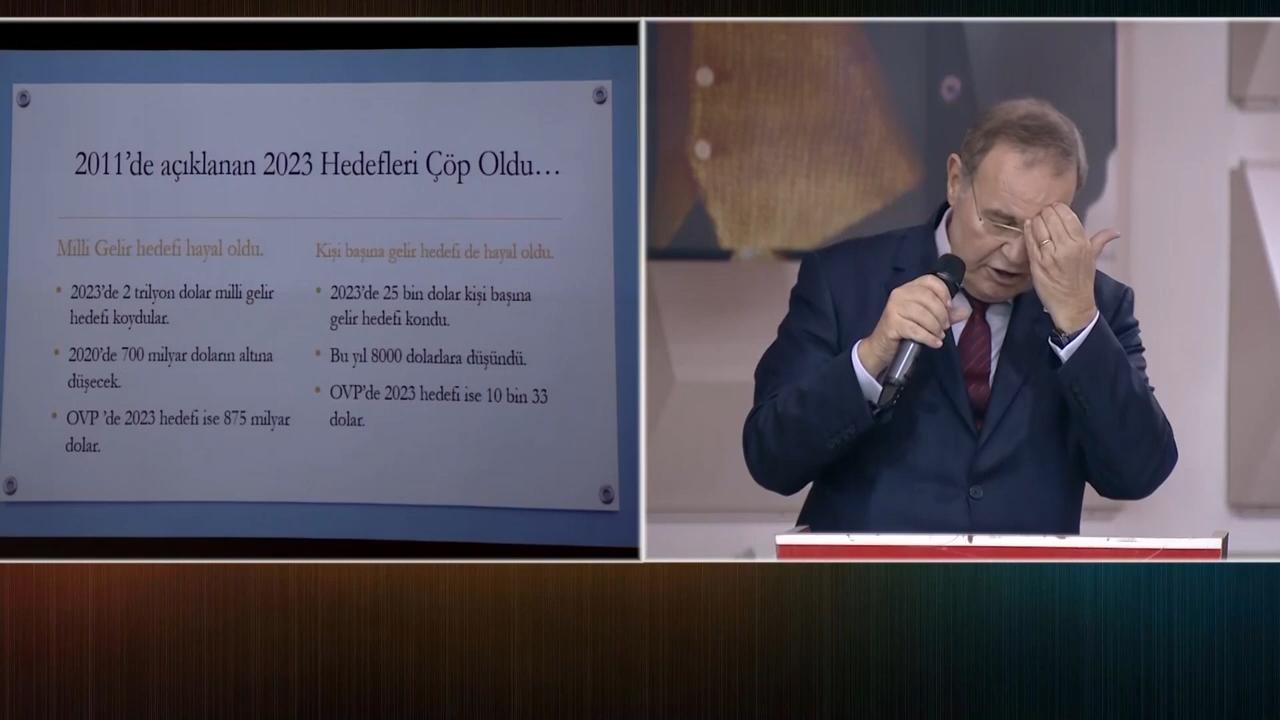 2011’de açıklanan 2023 Hedefleri Çöp Oldu…
Milli Gelir hedefi hayal oldu.
• 2023’de 2 trilyon dolar milli gelir
hedefi koydular.
• 2020’de 700 milyar doların altına
düşecek.
• OVP ’de 2023 hedefi ise 875 milyar
dolar.
Kişi başına gelir hedefi de hayal oldu.
• 2023’de 25 bin dolar kişi başına
gelir hedefi kondu.
• Bu yıl 8000 dolarlara düşündü.
• OVP’de 2023 hedefi ise 10 bin 33
dolar.